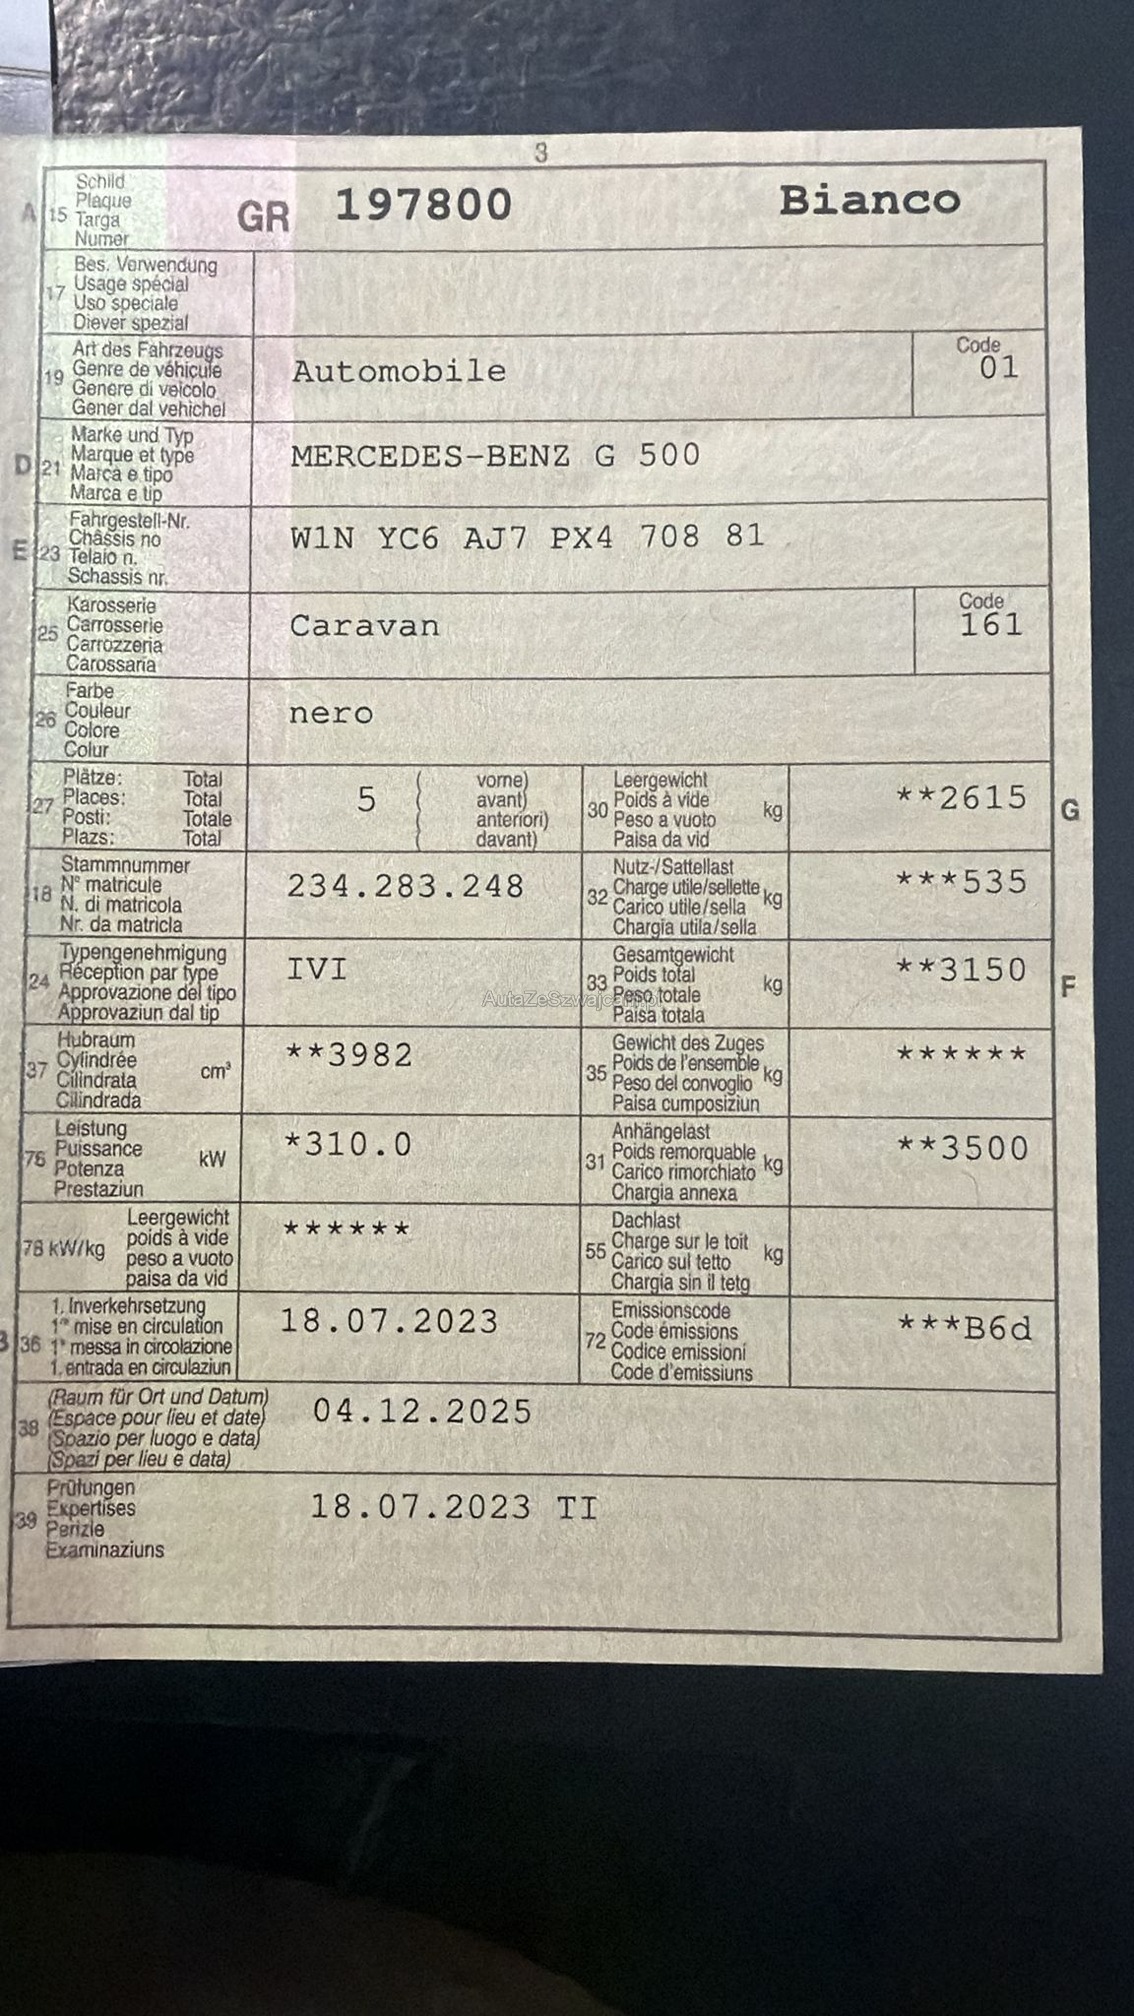 3
A 15 Schild
Plaque
Targa
Numer
GR 197800 Bianco
17 Bes. Verwendung
Usage spécial
Uso speciale
Diever spezial
19 Art des Fahrzeugs
Genre de véhicule
Genere di veicolo
Gener dal vehichel
Automobile
Code
01
D 21 Marke und Typ
Marque et type
Marca e tipo
Marca e tip
MERCEDES-BENZ G 500
E 23 Fahrgestell-Nr.
Châssis no
Telaio n.
Schassis nr.
W1N YC6 AJ7 PX4 708 81
25 Karosserie
Carrosserie
Carrozzeria
Carossaria
Caravan
Code
161
26 Farbe
Couleur
Colore
Colur
nero
27 Plätze: Total
Places: Total
Posti: Totale
Plazs: Total
5
( vorne)
( avant)
( anteriori)
( davant)
30 Leergewicht
Poids à vide
Peso a vuoto
Paisa da vid
kg
**2615
G
18 Stammnummer
N° matricule
N. di matricola
Nr. da matricla
234.283.248
32 Nutz-/Sattellast
Charge utile/sellette
Carico utile/sella
Chargia utila/sella
kg
***535
24 Typengenehmigung
Réception par type
Approvazione del tipo
Approvaziun dal tip
IVI
33 Gesamtgewicht
Poids total
Peso totale
Paisa totala
kg
**3150
F
37 Hubraum
Cylindrée
Cilindrata
Cilindrada
cm³
**3982
35 Gewicht des Zuges
Poids de l'ensemble
Peso del convoglio
Paisa cumposiziun
kg
******
76 Leistung
Puissance
Potenza
Prestaziun
kW
*310.0
31 Anhängelast
Poids remorquable
Carico rimorchiato
Chargia annexa
kg
**3500
78 kW/kg
Leergewicht
poids à vide
peso a vuoto
paisa da vid
******
55 Dachlast
Charge sur le toit
Carico sul tetto
Chargia sin il tetg
kg
B 36 1. Inverkehrsetzung
1re mise en circulation
1a messa in circolazione
1. entrada en circulaziun
18.07.2023
72 Emissionscode
Code émissions
Codice emissioni
Code d'emissiuns
***B6d
38 (Raum für Ort und Datum)
(Espace pour lieu et date)
(Spazio per luogo e data)
(Spazi per lieu e data)
04.12.2025
39 Prüfungen
Expertises
Perizie
Examinaziuns
18.07.2023 TI